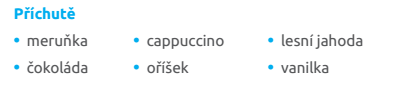 Příchutě
• meruňka • cappuccino • lesní jahoda
• čokoláda • oříšek • vanilka